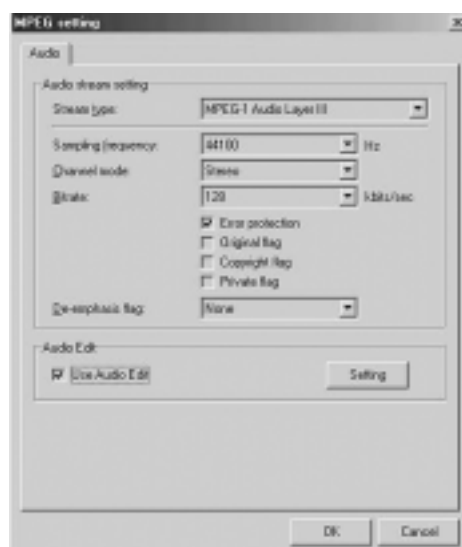 MPEG setting
Audio
Audio stream setting
Stream type: MPEG-1 Audio Layer III
Sampling frequency: 44100 Hz
Channel mode: Stereo
Bitrate: 128 kbits/sec
Error protection
Original flag
Copyright flag
Private flag
De-emphasis flag: None
Audio Edit
Use Audio Edit
Setting
OK
Cancel